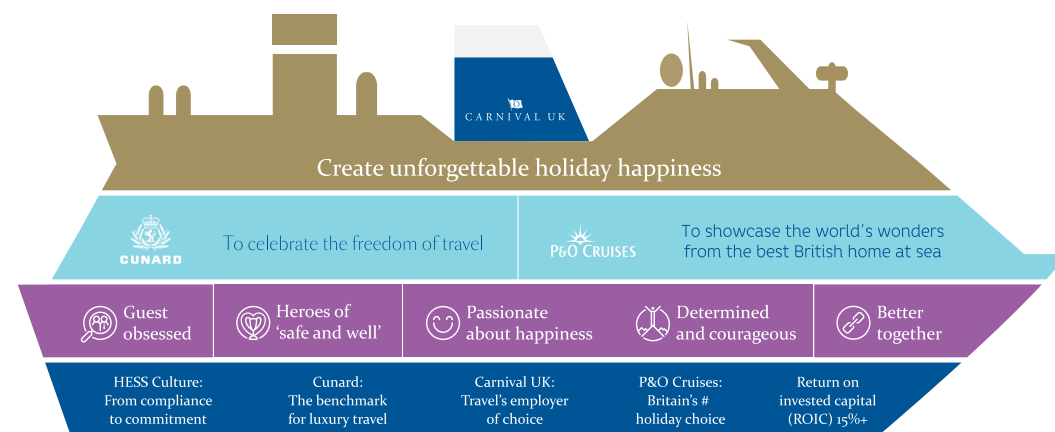 CARNIVAL UK
Create unforgettable holiday happiness
CUNARD
To celebrate the freedom of travel
P&O CRUISES
To showcase the world's wonders
from the best British home at sea
Guest
obsessed
Heroes of
'safe and well'
Passionate
about happiness
Determined
and courageous
Better
together
HESS Culture:
From compliance
to commitment
Cunard:
The benchmark
for luxury travel
Carnival UK:
Travel's employer
of choice
P&O Cruises:
Britain's #
holiday choice
Return on
invested capital
(ROIC) 15%+